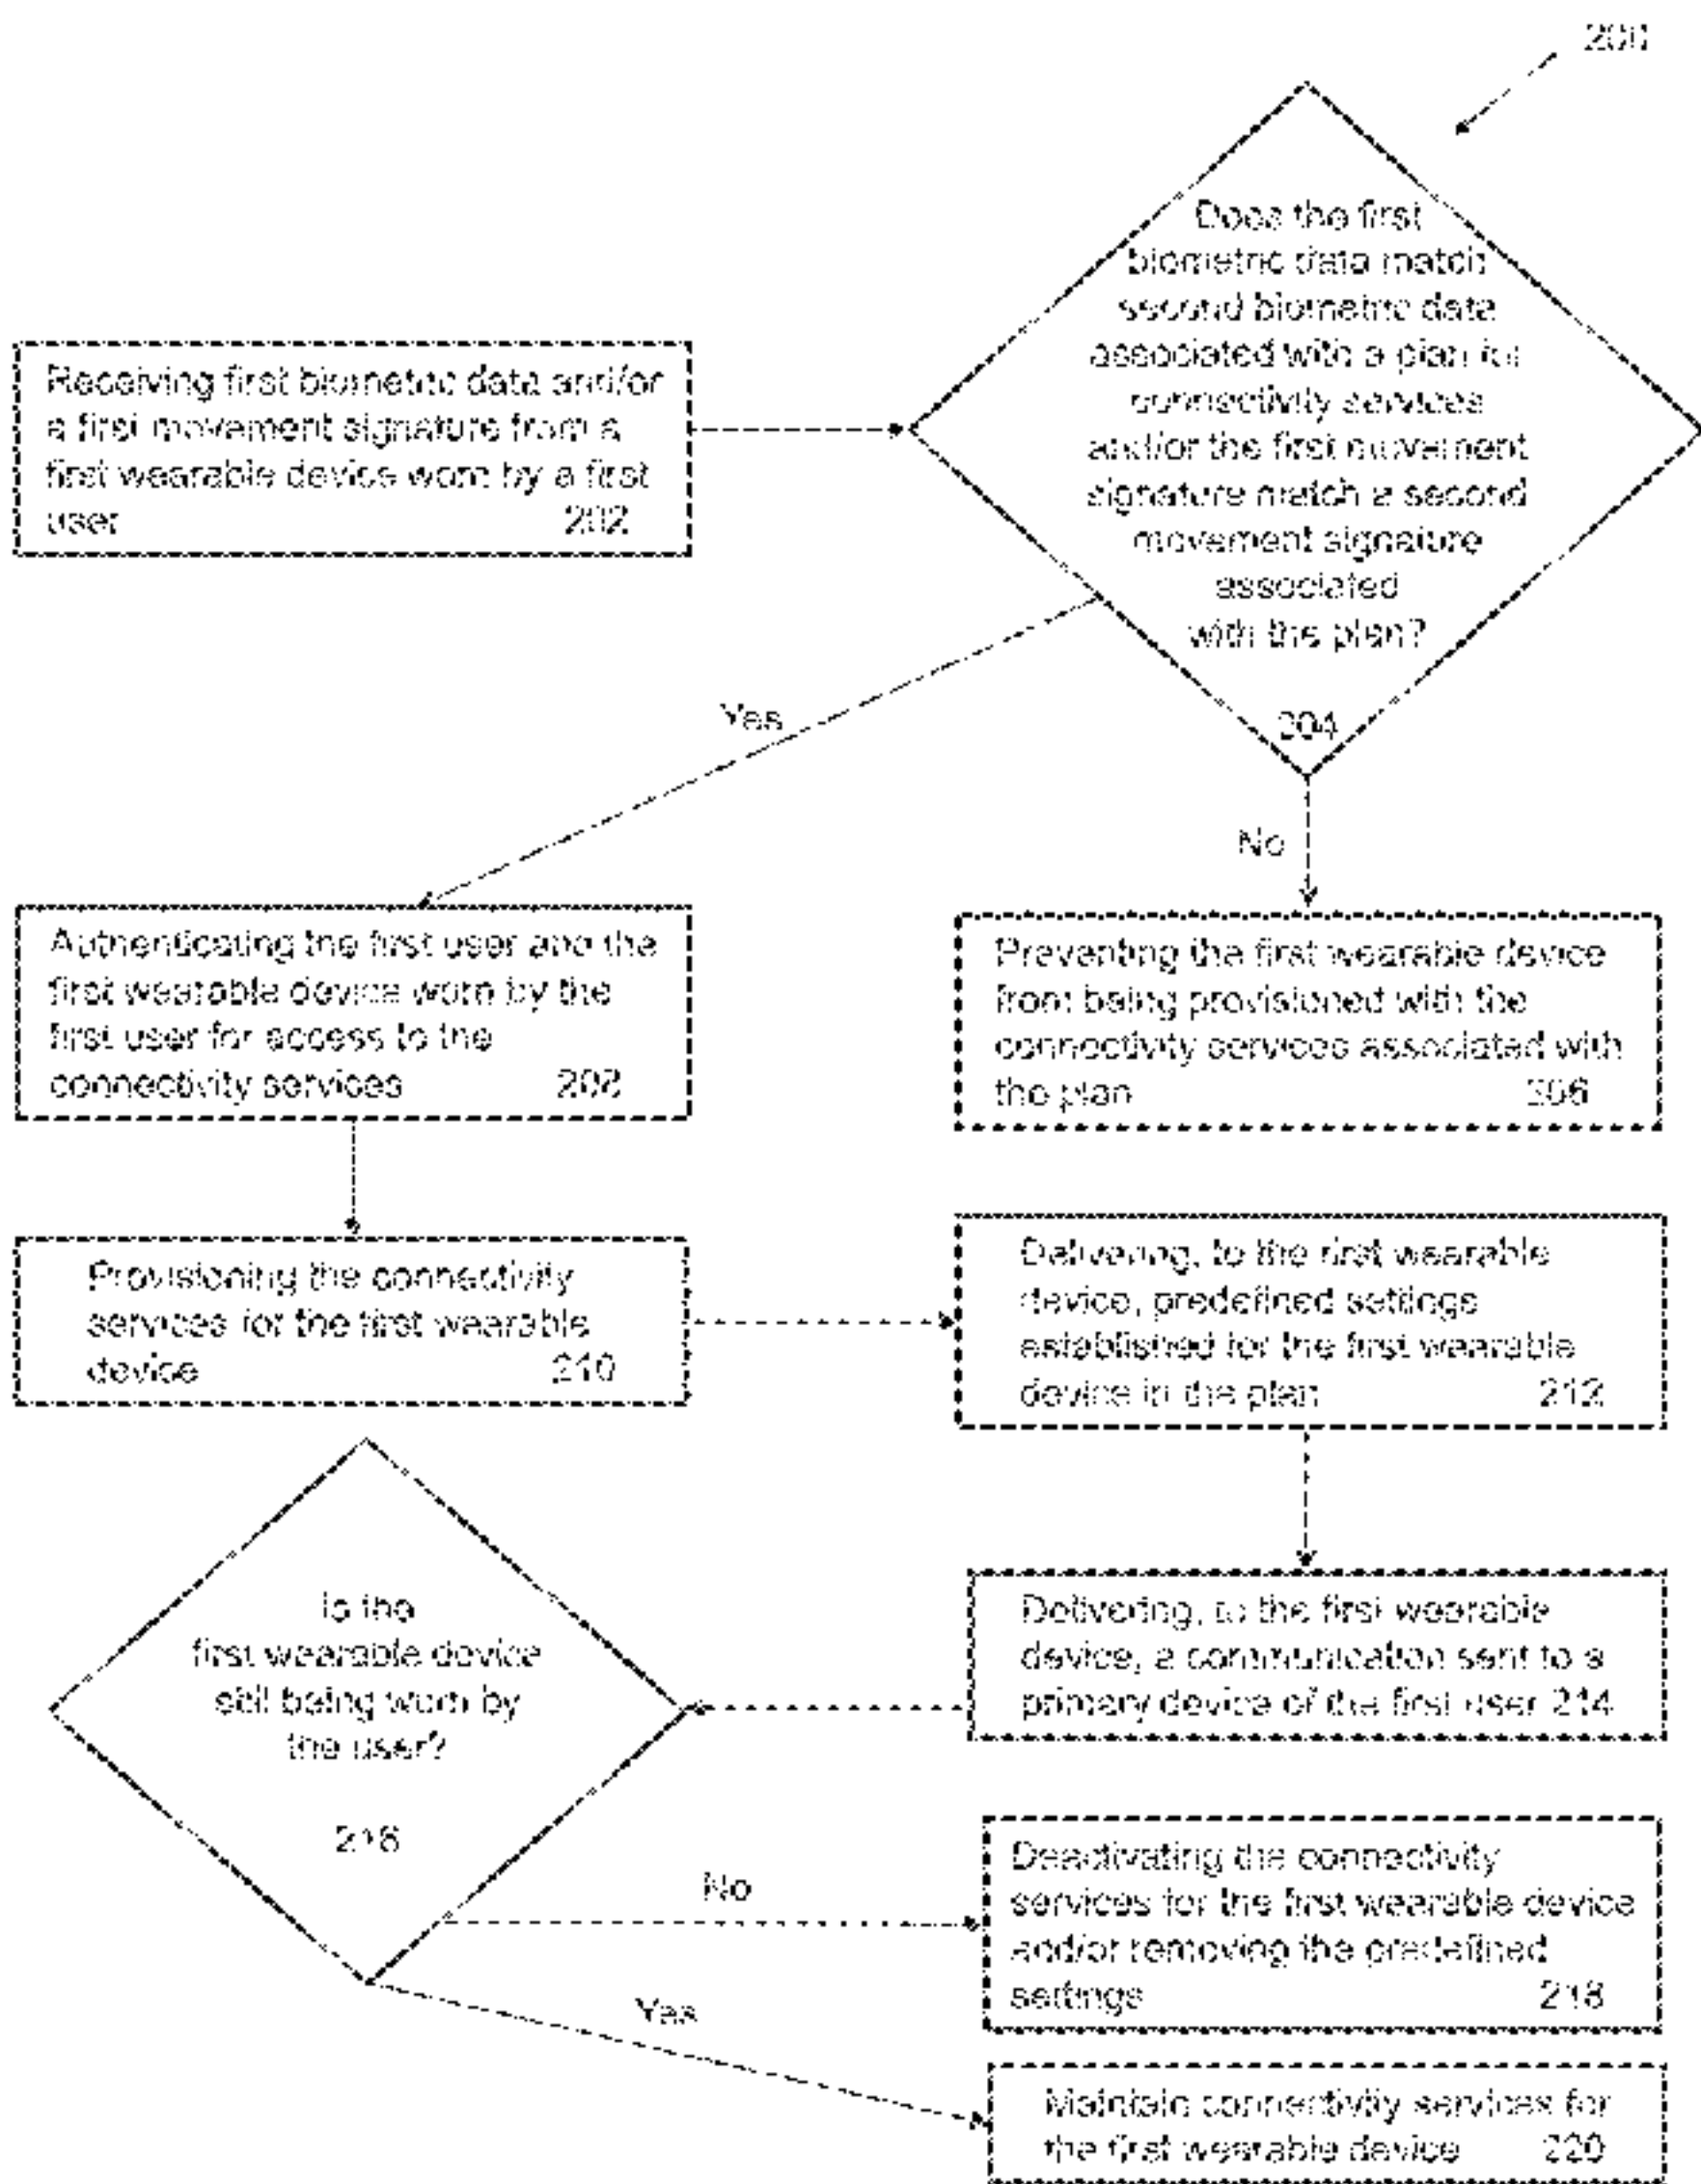 200
Does the first
biometric data match
second biometric data
associated with a plan for
connectivity services
and/or the first movement
signature match a second
movement signature
associated
with the plan?
204
Receiving first biometric data and/or
a first movement signature from a
first wearable device worn by a first
user 202
Yes
No
Authenticating the first user and the
first wearable device worn by the
first user for access to the
connectivity services 208
Preventing the first wearable device
from being provisioned with the
connectivity services associated with
the plan 206
Provisioning the connectivity
services for the first wearable
device 210
Delivering, to the first wearable
device, predefined settings
established for the first wearable
device in the plan 212
Delivering, to the first wearable
device, a communication sent to a
primary device of the first user 214
Is the
first wearable device
still being worn by
the user?
216
No
Deactivating the connectivity
services for the first wearable device
and/or removing the predefined
settings 218
Yes
Maintain connectivity services for
the first wearable device 220